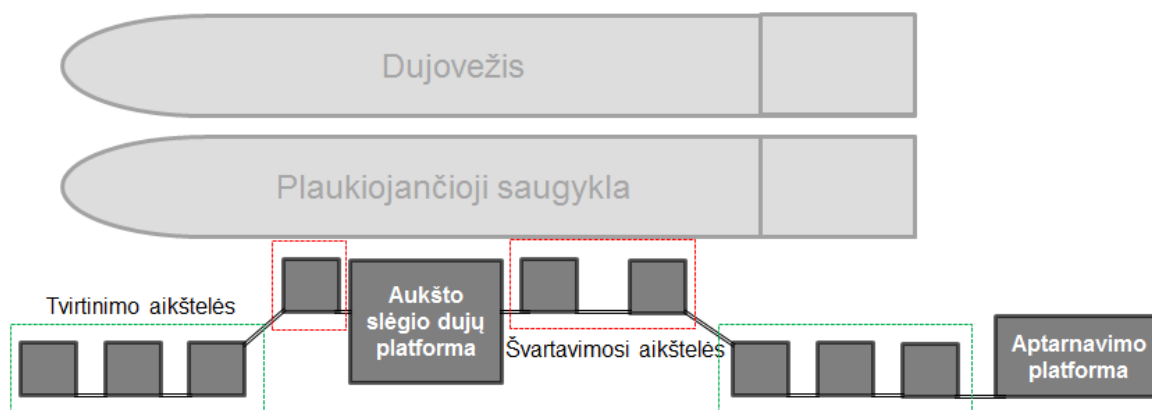 Dujovežis
Plaukiojančioji saugykla
Tvirtinimo aikštelės
Aukšto
slėgio dujų
platforma
Švartavimosi aikštelės
Aptarnavimo
platforma